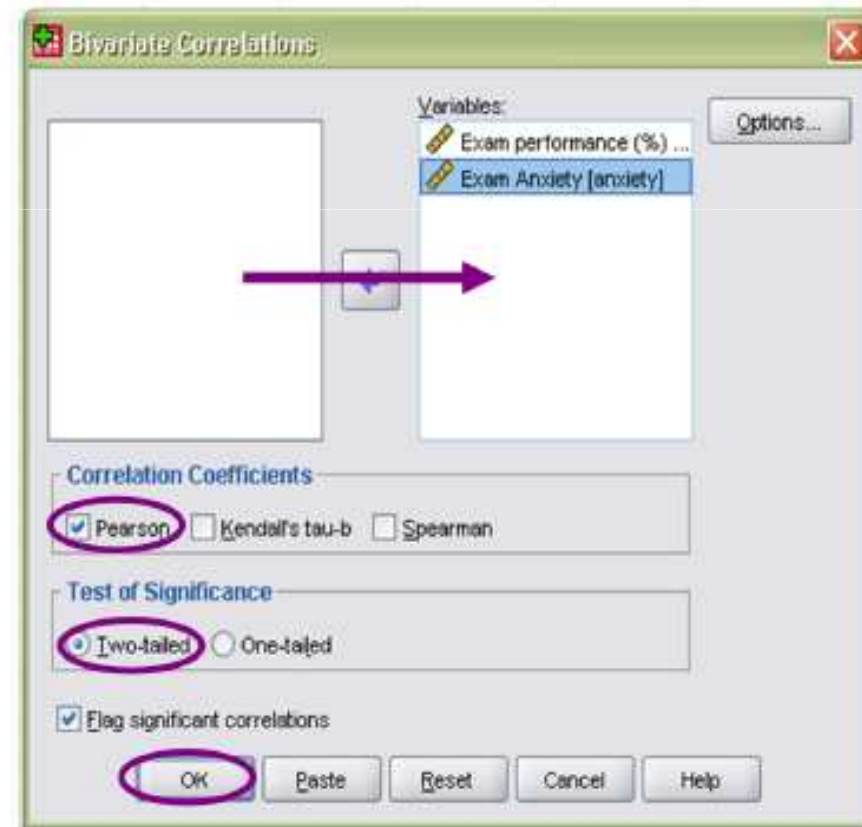 Bivariate Correlations
Variables:
Options...
Exam performance (%) ...
Exam Anxiety [anxiety]
Correlation Coefficients
Pearson Kendall's tau-b Spearman
Test of Significance
Two-tailed One-tailed
Flag significant correlations
OK Paste Reset Cancel Help